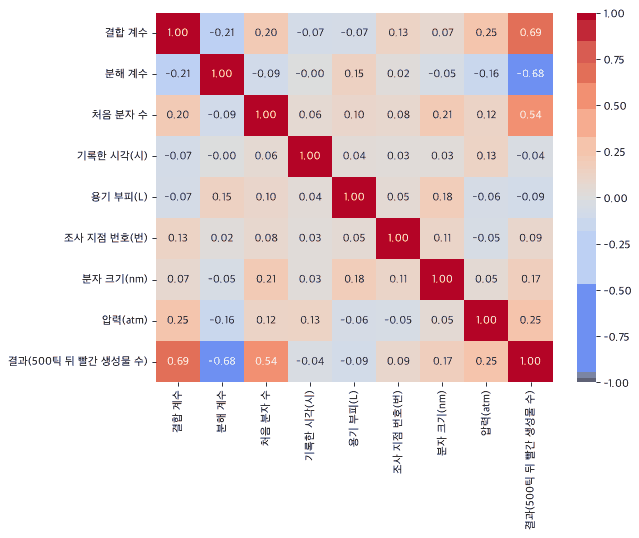 결합 계수 1.00 -0.21 0.20 -0.07 -0.07 0.13 0.07 0.25 0.69
분해 계수 -0.21 1.00 -0.09 -0.00 0.15 0.02 -0.05 -0.16 -0.68
처음 분자 수 0.20 -0.09 1.00 0.06 0.10 0.08 0.21 0.12 0.54
기록한 시각(시) -0.07 -0.00 0.06 1.00 0.04 0.03 0.03 0.13 -0.04
용기 부피(L) -0.07 0.15 0.10 0.04 1.00 0.05 0.18 -0.06 -0.09
조사 지점 번호(번) 0.13 0.02 0.08 0.03 0.05 1.00 0.11 -0.05 0.09
분자 크기(nm) 0.07 -0.05 0.21 0.03 0.18 0.11 1.00 0.05 0.17
압력(atm) 0.25 -0.16 0.12 0.13 -0.06 -0.05 0.05 1.00 0.25
결과(500틱 뒤 빨간 생성물 수) 0.69 -0.68 0.54 -0.04 -0.09 0.09 0.17 0.25 1.00
결합 계수
분해 계수
처음 분자 수
기록한 시각(시)
용기 부피(L)
조사 지점 번호(번)
분자 크기(nm)
압력(atm)
결과(500틱 뒤 빨간 생성물 수)
1.00
0.75
0.50
0.25
0.00
-0.25
-0.50
-0.75
-1.00